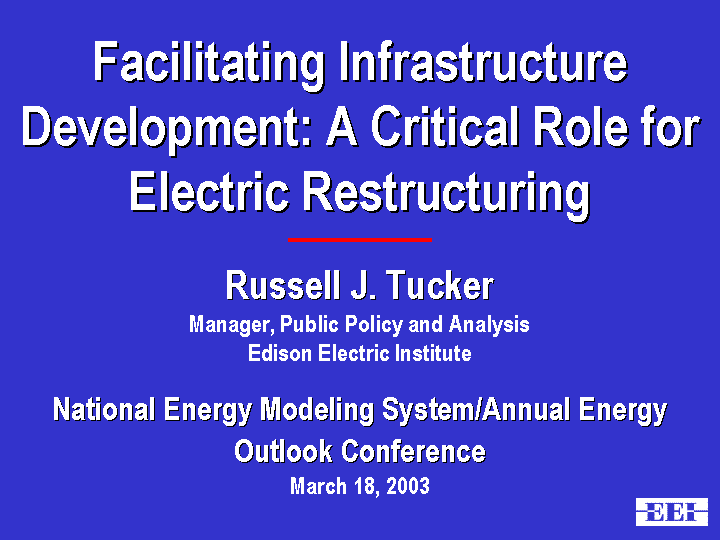 Facilitating Infrastructure
Development: A Critical Role for
Electric Restructuring
Russell J. Tucker
Manager, Public Policy and Analysis
Edison Electric Institute
National Energy Modeling System/Annual Energy
Outlook Conference
March 18, 2003
EEI